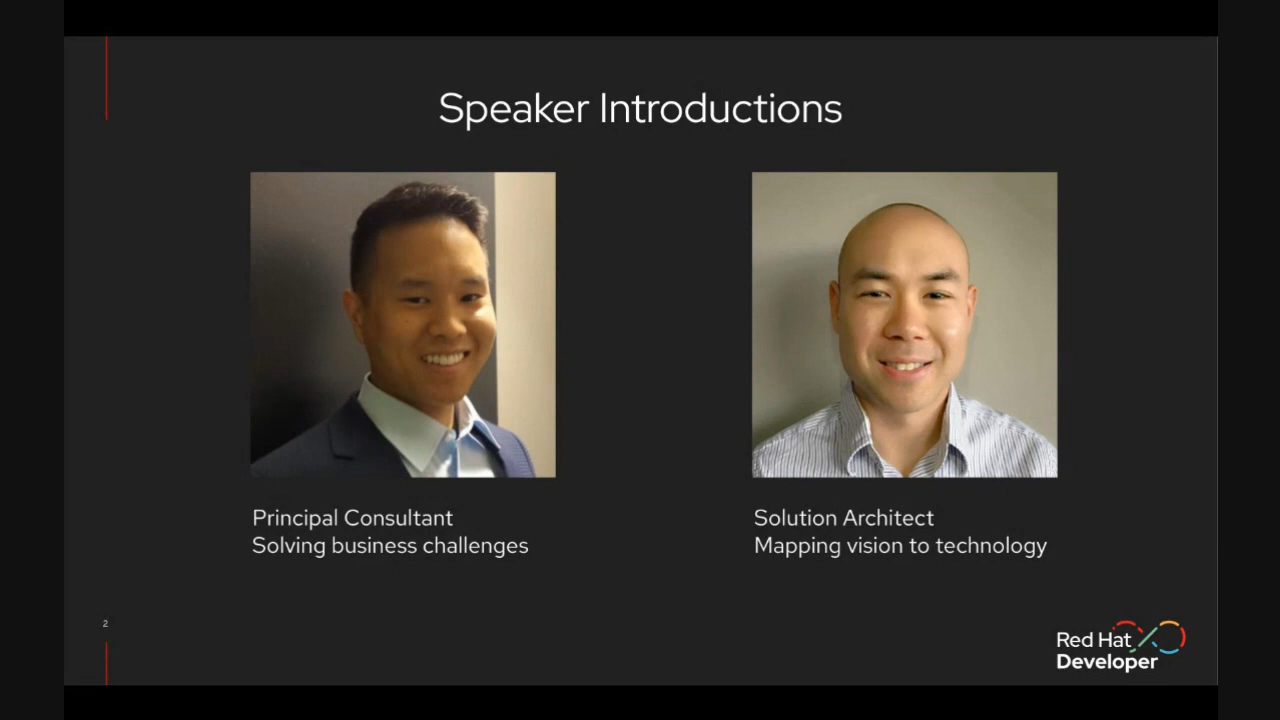 Speaker Introductions
Principal Consultant
Solving business challenges
Solution Architect
Mapping vision to technology
2
Red Hat
Developer